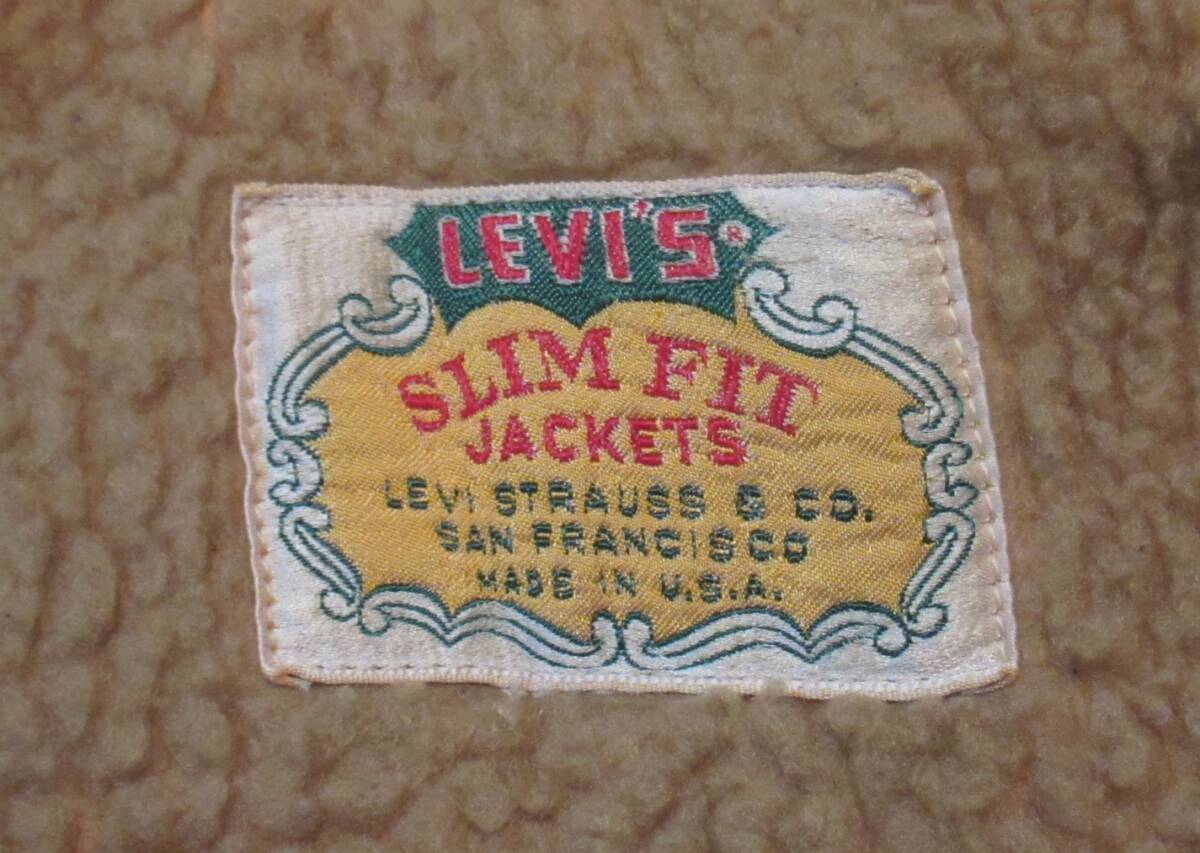 LEVI'S®
SLIM FIT
JACKETS
LEVI STRAUSS & CO.
SAN FRANCISCO
MADE IN U.S.A.